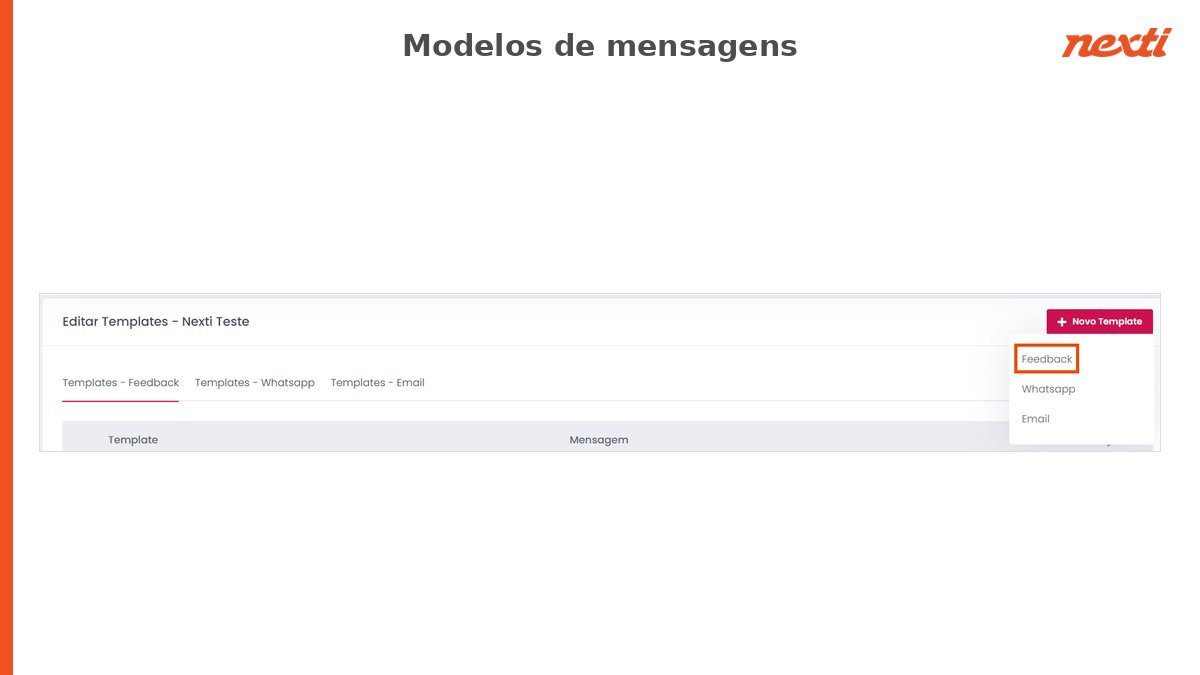 Modelos de mensagens
nexti
Editar Templates - Nexti Teste
+ Novo Template
Feedback
Whatsapp
Email
Templates - Feedback Templates - Whatsapp Templates - Email
Template Mensagem